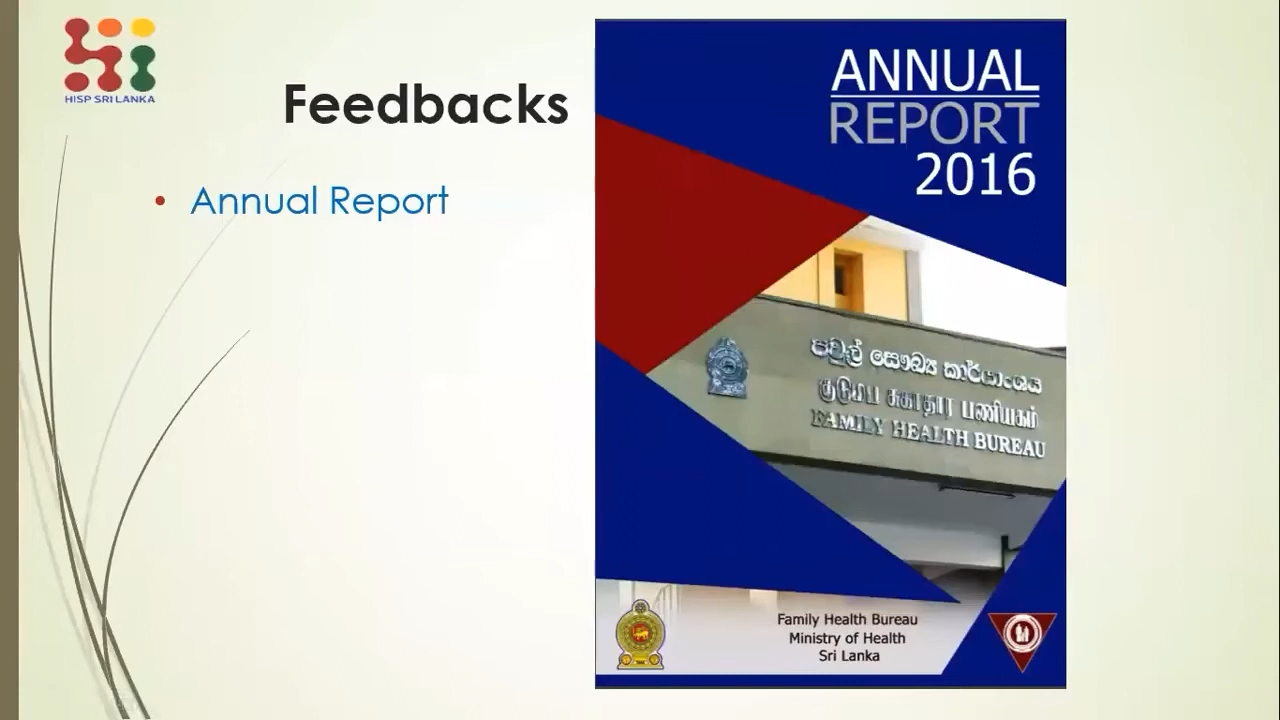 HISP SRI LANKA
Feedbacks
• Annual Report
ANNUAL
REPORT
2016
පවුල් සෞඛ්‍ය කාර්යාංශය
குடும்ப சுகாதார பணியகம்
FAMILY HEALTH BUREAU
Family Health Bureau
Ministry of Health
Sri Lanka